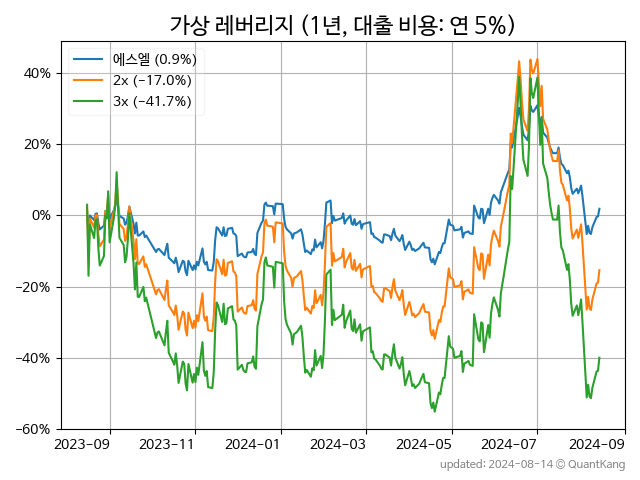 가상 레버리지 (1년, 대출 비용: 연 5%)
에스엘 (0.9%)
2x (-17.0%)
3x (-41.7%)
40%
20%
0%
-20%
-40%
-60%
2023-09 2023-11 2024-01 2024-03 2024-05 2024-07 2024-09
updated: 2024-08-14 © QuantKang